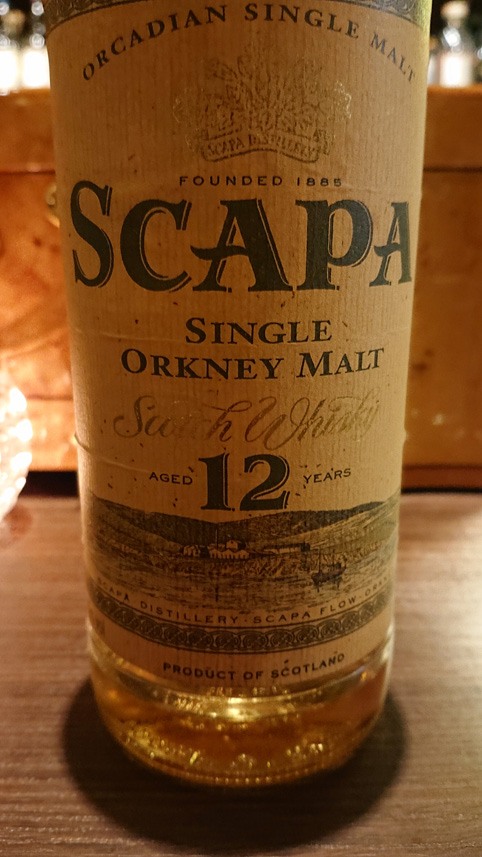 ORCADIAN SINGLE MALT
SCAPA DISTILLERY
FOUNDED 1885
SCAPA
SINGLE
ORKNEY MALT
Scotch Whisky
AGED 12 YEARS
SCAPA DISTILLERY · SCAPA FLOW
PRODUCT OF SCOTLAND